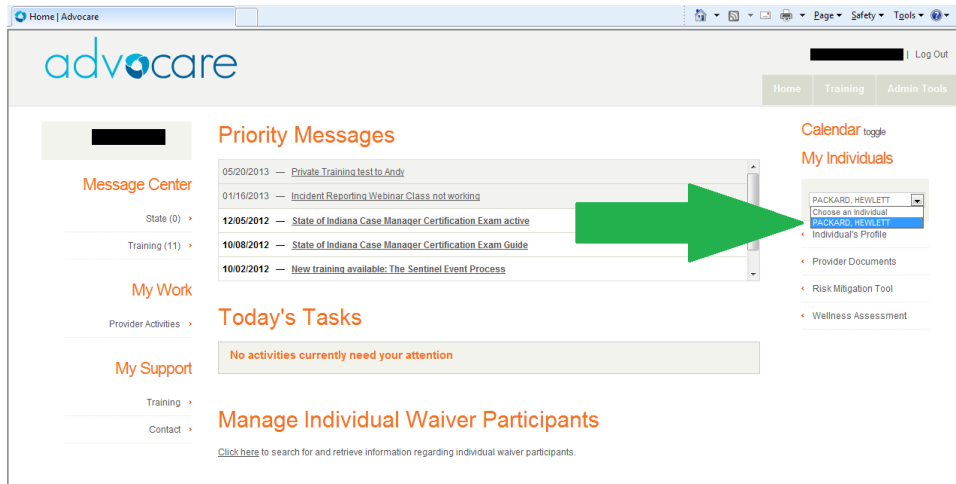 Home | Advocare
Page Safety Tools
advocare
| Log Out
Home Training Admin Tools
Message Center
State (0)
Training (11)
My Work
Provider Activities
My Support
Training
Contact
Priority Messages
05/20/2013 — Private Training test to Andy
01/16/2013 — Incident Reporting Webinar Class not working
12/05/2012 — State of Indiana Case Manager Certification Exam active
10/08/2012 — State of Indiana Case Manager Certification Exam Guide
10/02/2012 — New training available: The Sentinel Event Process
Today's Tasks
No activities currently need your attention
Manage Individual Waiver Participants
Click here to search for and retrieve information regarding individual waiver participants.
Calendar toggle
My Individuals
PACKARD, HEWLETT
Choose an Individual
PACKARD, HEWLETT
Individual's Profile
Provider Documents
Risk Mitigation Tool
Wellness Assessment